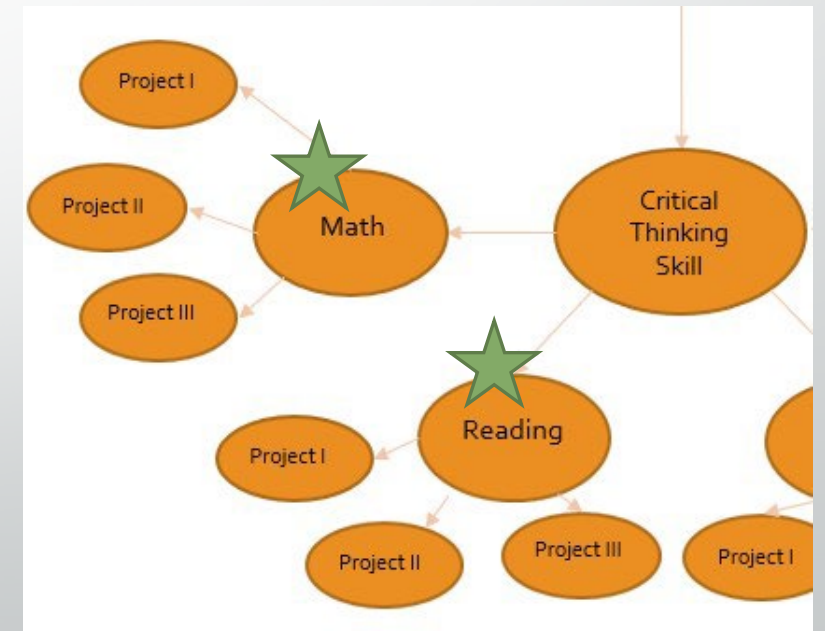 Project I
Project II
Math
Project III
Critical
Thinking
Skill
Reading
Project I
Project II
Project III
Project I